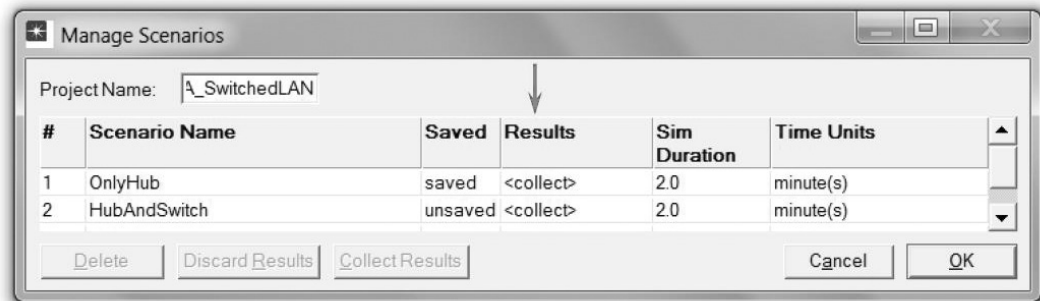 Manage Scenarios
Project Name: A_SwitchedLAN
# Scenario Name Saved Results Sim Duration Time Units
1 OnlyHub saved <collect> 2.0 minute(s)
2 HubAndSwitch unsaved <collect> 2.0 minute(s)
Delete Discard Results Collect Results Cancel OK